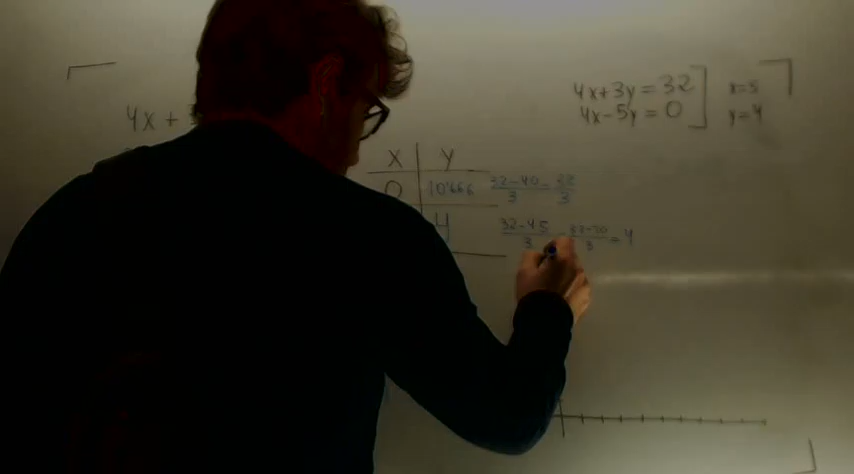 4x+3y=32 x=5
4x-5y=0 y=4
4x+
x y
0 10'666 32-4·0/3 = 32/3
4 32-4·5/3 = 32-20/3 = 4